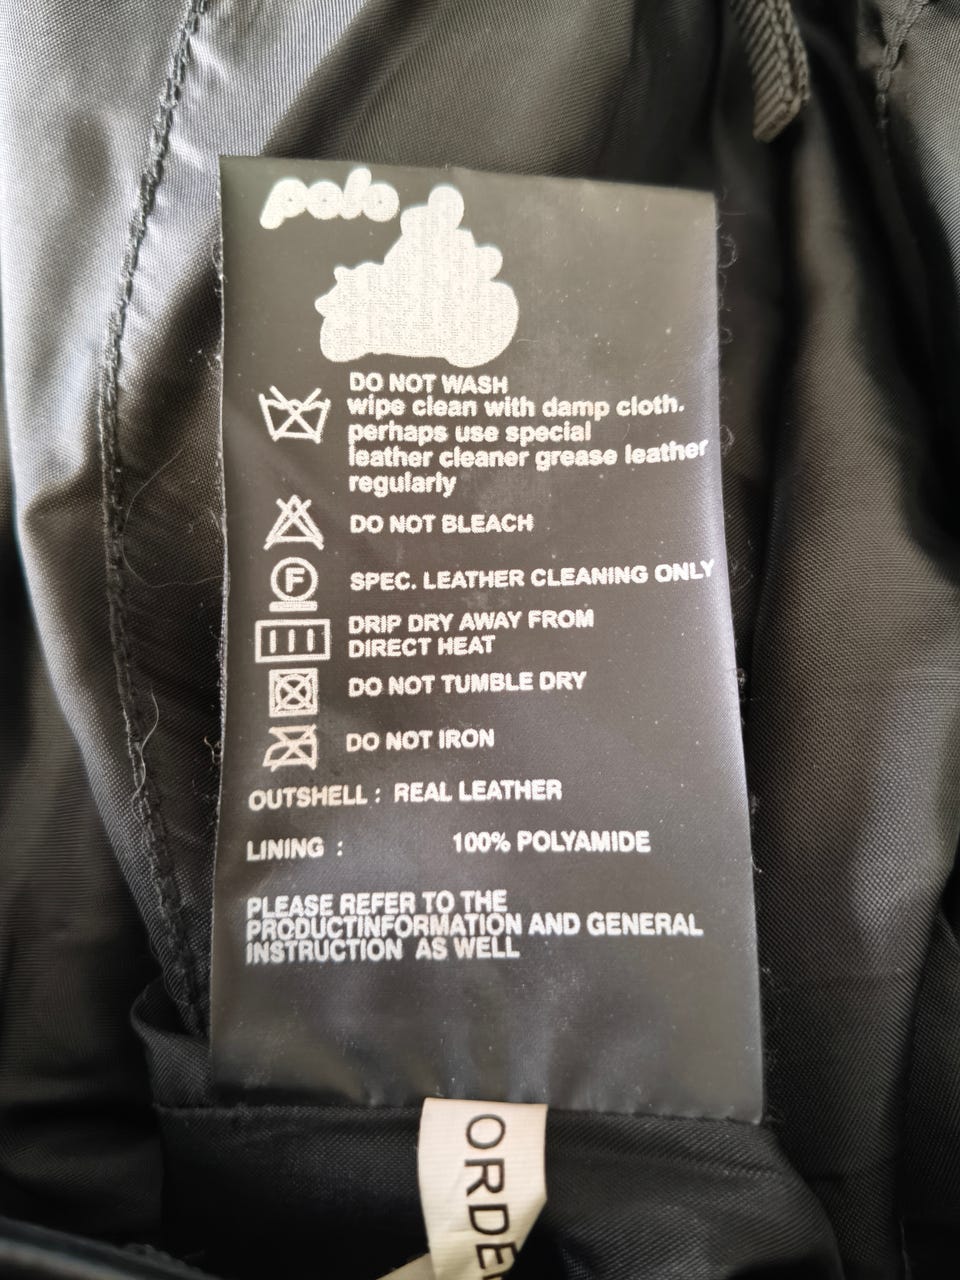 polo
DO NOT WASH
wipe clean with damp cloth.
perhaps use special
leather cleaner grease leather
regularly
DO NOT BLEACH
F
SPEC. LEATHER CLEANING ONLY
DRIP DRY AWAY FROM
DIRECT HEAT
DO NOT TUMBLE DRY
DO NOT IRON
OUTSHELL : REAL LEATHER
LINING : 100% POLYAMIDE
PLEASE REFER TO THE
PRODUCTINFORMATION AND GENERAL
INSTRUCTION AS WELL
ORDE